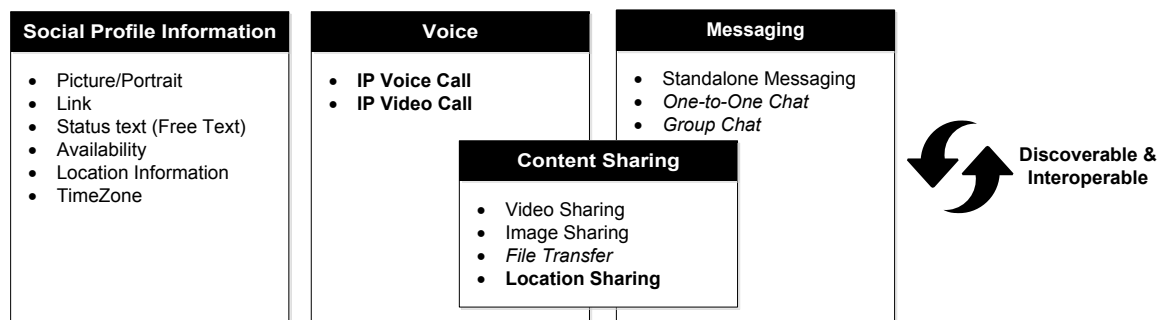 Social Profile Information
• Picture/Portrait
• Link
• Status text (Free Text)
• Availability
• Location Information
• TimeZone
Voice
• IP Voice Call
• IP Video Call
Messaging
• Standalone Messaging
• One-to-One Chat
• Group Chat
Content Sharing
• Video Sharing
• Image Sharing
• File Transfer
• Location Sharing
Discoverable &
Interoperable